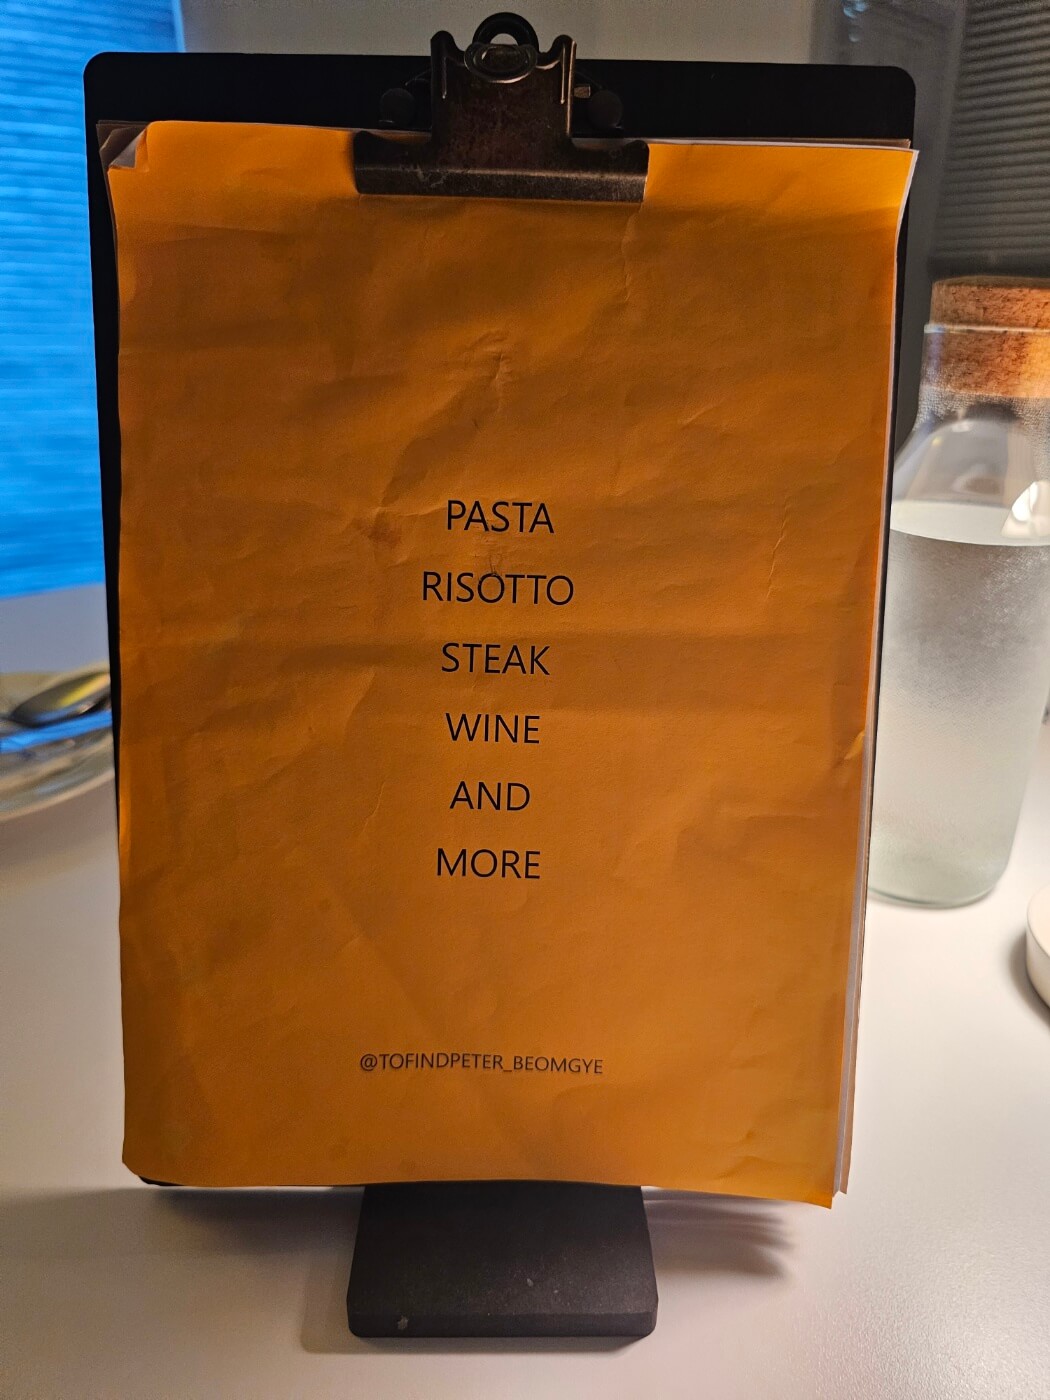 PASTA
RISOTTO
STEAK
WINE
AND
MORE
@TOFINDPETER_BEOMGYE